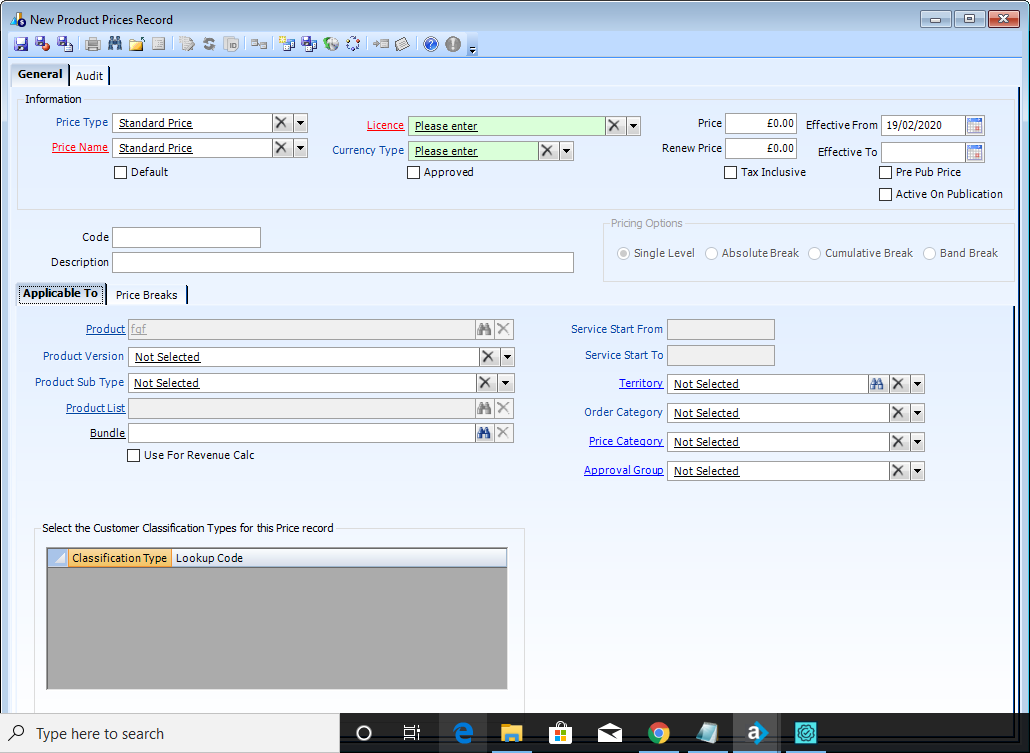 New Product Prices Record
General Audit
Information
Price Type Standard Price Licence Please enter Price £0.00 Effective From 19/02/2020
Price Name Standard Price Currency Type Please enter Renew Price £0.00 Effective To
Default Approved Tax Inclusive Pre Pub Price
Active On Publication
Code
Description
Pricing Options
Single Level Absolute Break Cumulative Break Band Break
Applicable To Price Breaks
Product fgf Service Start From
Product Version Not Selected Service Start To
Product Sub Type Not Selected Territory Not Selected
Product List Order Category Not Selected
Bundle Price Category Not Selected
Use For Revenue Calc Approval Group Not Selected
Select the Customer Classification Types for this Price record
Classification Type Lookup Code
Type here to search